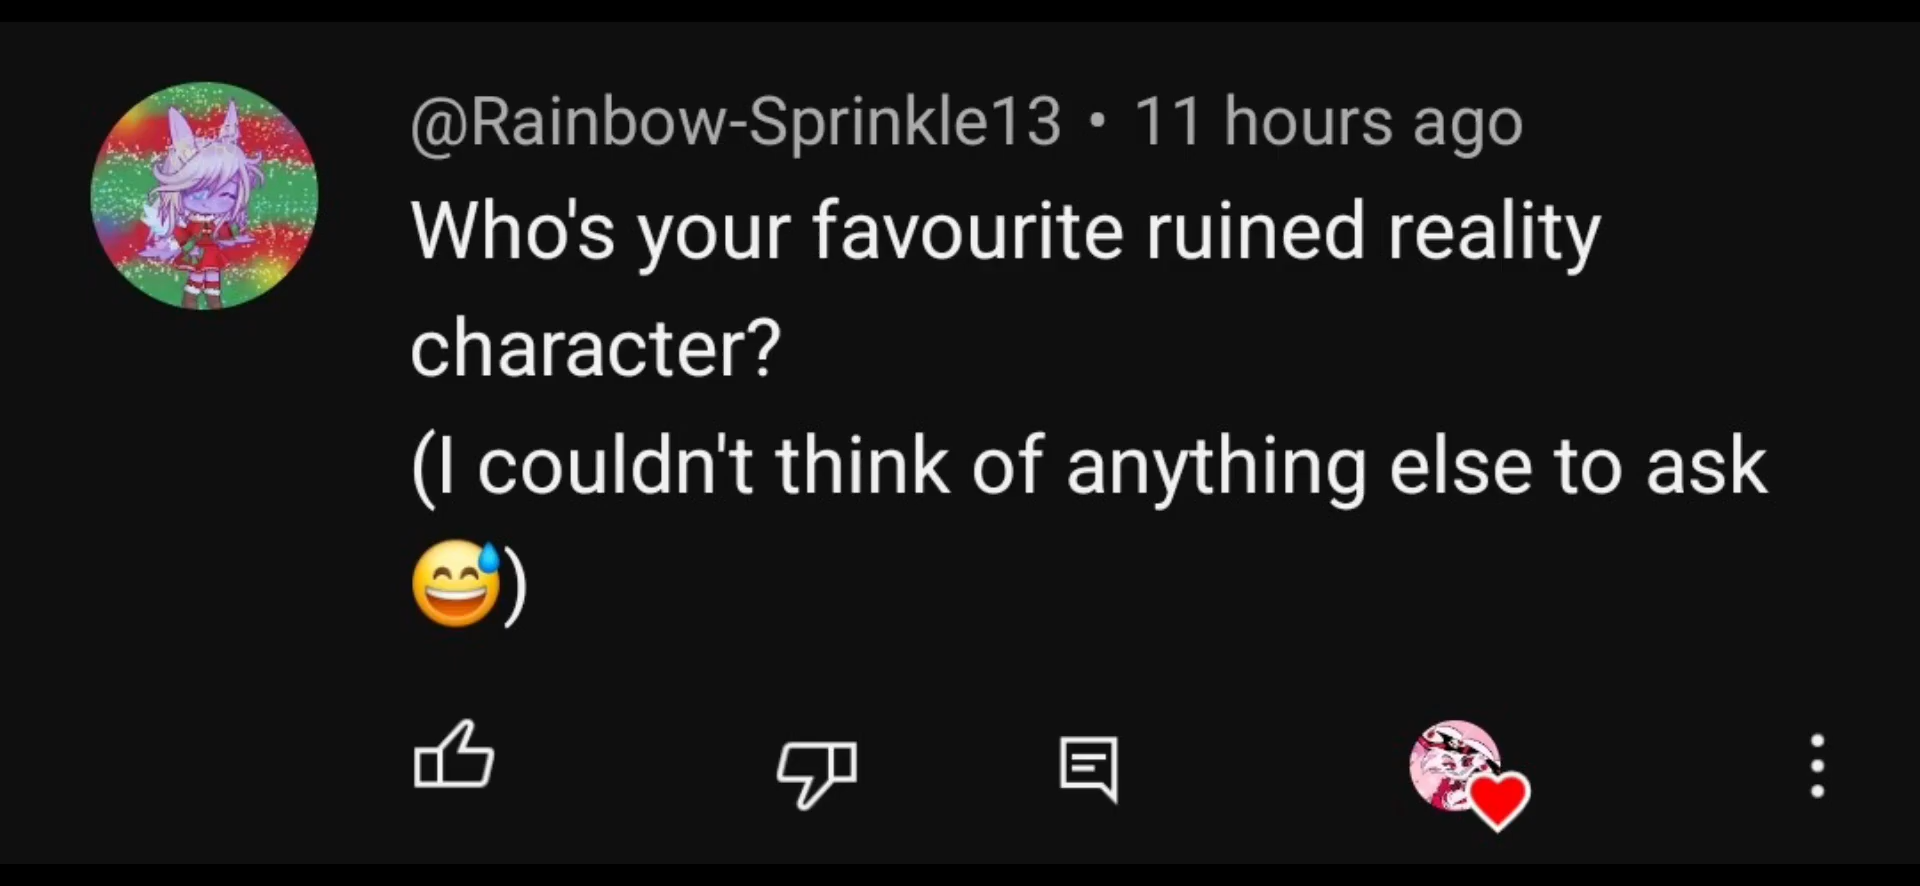 @Rainbow-Sprinkle13 • 11 hours ago
Who's your favourite ruined reality
character?
(I couldn't think of anything else to ask
😅)